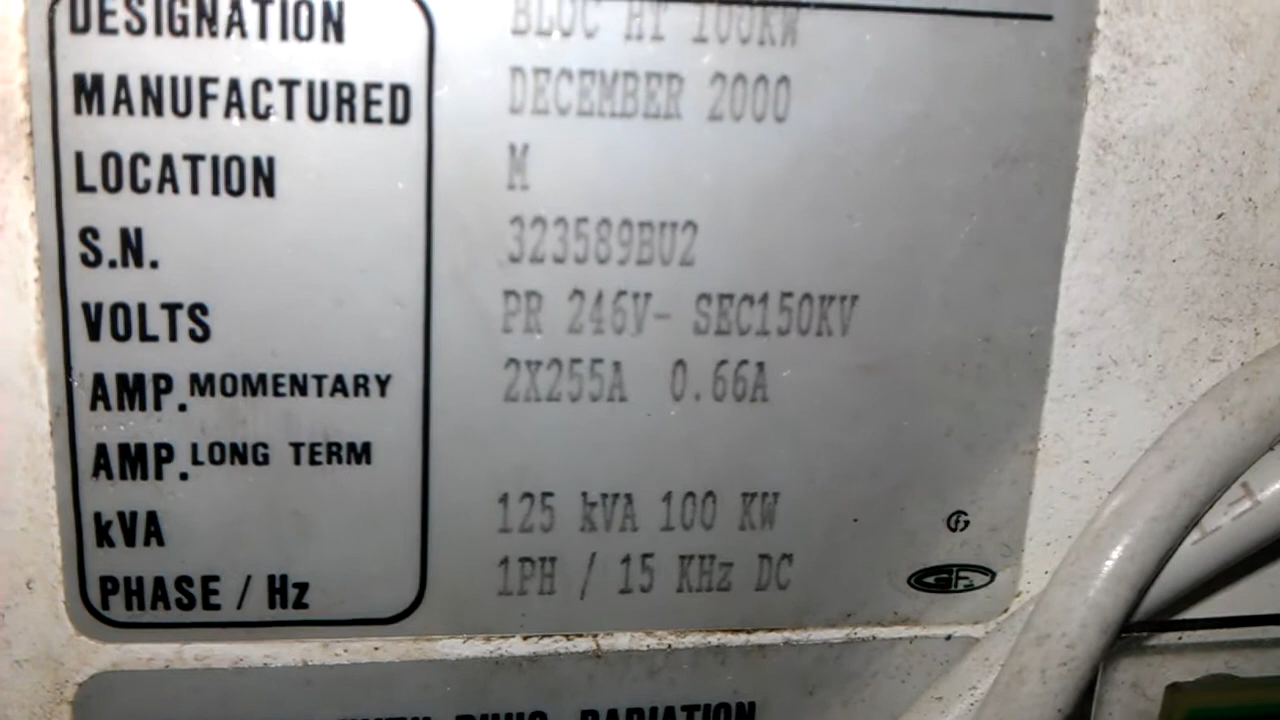 DESIGNATION BLOC HT 100KW
MANUFACTURED DECEMBER 2000
LOCATION M
S.N. 323589BU2
VOLTS PR 246V- SEC150KV
AMP. MOMENTARY 2X255A 0.66A
AMP. LONG TERM
kVA 125 kVA 100 KW
PHASE / Hz 1PH / 15 KHz DC
RADIATION